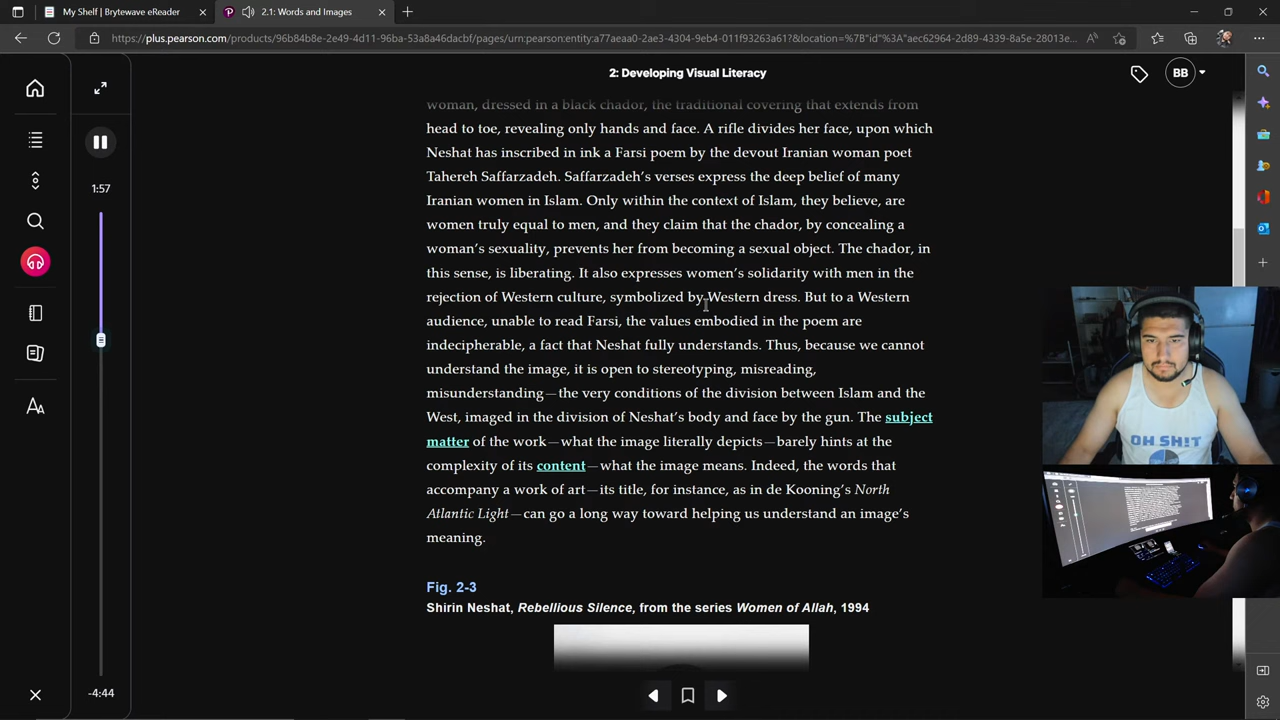 My Shelf | Brytewave eReader
2.1: Words and Images
https://plus.pearson.com/products/96b84b8e-2e49-4d11-96ba-53a8a46dacbf/pages/urn:pearson:entity:a77eaaa0-2ae3-4304-9eb4-011f93263a61?&location=%7B"id"%3A"aec62964-2d89-4339-8a5e-28013e...
2: Developing Visual Literacy
BB
1:57
-4:44
woman, dressed in a black chador, the traditional covering that extends from
head to toe, revealing only hands and face. A rifle divides her face, upon which
Neshat has inscribed in ink a Farsi poem by the devout Iranian woman poet
Tahereh Saffarzadeh. Saffarzadeh's verses express the deep belief of many
Iranian women in Islam. Only within the context of Islam, they believe, are
women truly equal to men, and they claim that the chador, by concealing a
woman's sexuality, prevents her from becoming a sexual object. The chador, in
this sense, is liberating. It also expresses women's solidarity with men in the
rejection of Western culture, symbolized by Western dress. But to a Western
audience, unable to read Farsi, the values embodied in the poem are
indecipherable, a fact that Neshat fully understands. Thus, because we cannot
understand the image, it is open to stereotyping, misreading,
misunderstanding—the very conditions of the division between Islam and the
West, imaged in the division of Neshat's body and face by the gun. The subject
matter of the work—what the image literally depicts—barely hints at the
complexity of its content—what the image means. Indeed, the words that
accompany a work of art—its title, for instance, as in de Kooning's North
Atlantic Light—can go a long way toward helping us understand an image's
meaning.
Fig. 2-3
Shirin Neshat, Rebellious Silence, from the series Women of Allah, 1994
OH SH!T